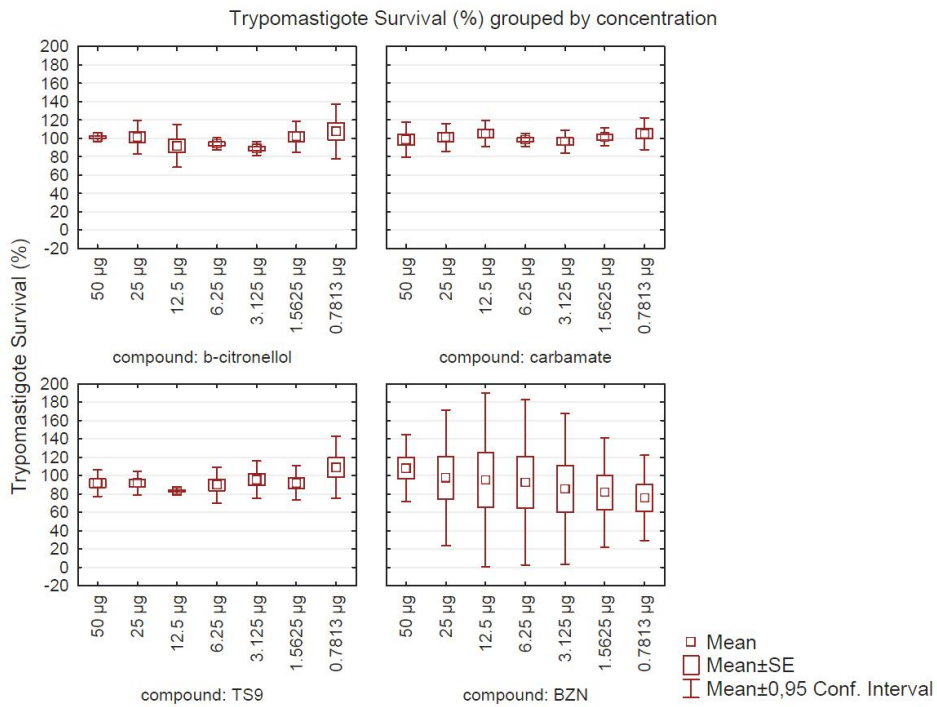 Trypomastigote Survival (%) grouped by concentration
Trypomastigote Survival (%)
200
180
160
140
120
100
80
60
40
20
0
-20
50 µg
25 µg
12.5 µg
6.25 µg
3.125 µg
1.5625 µg
0.7813 µg
compound: b-citronellol
50 µg
25 µg
12.5 µg
6.25 µg
3.125 µg
1.5625 µg
0.7813 µg
compound: carbamate
200
180
160
140
120
100
80
60
40
20
0
-20
50 µg
25 µg
12.5 µg
6.25 µg
3.125 µg
1.5625 µg
0.7813 µg
compound: TS9
50 µg
25 µg
12.5 µg
6.25 µg
3.125 µg
1.5625 µg
0.7813 µg
compound: BZN
Mean
Mean±SE
Mean±0,95 Conf. Interval